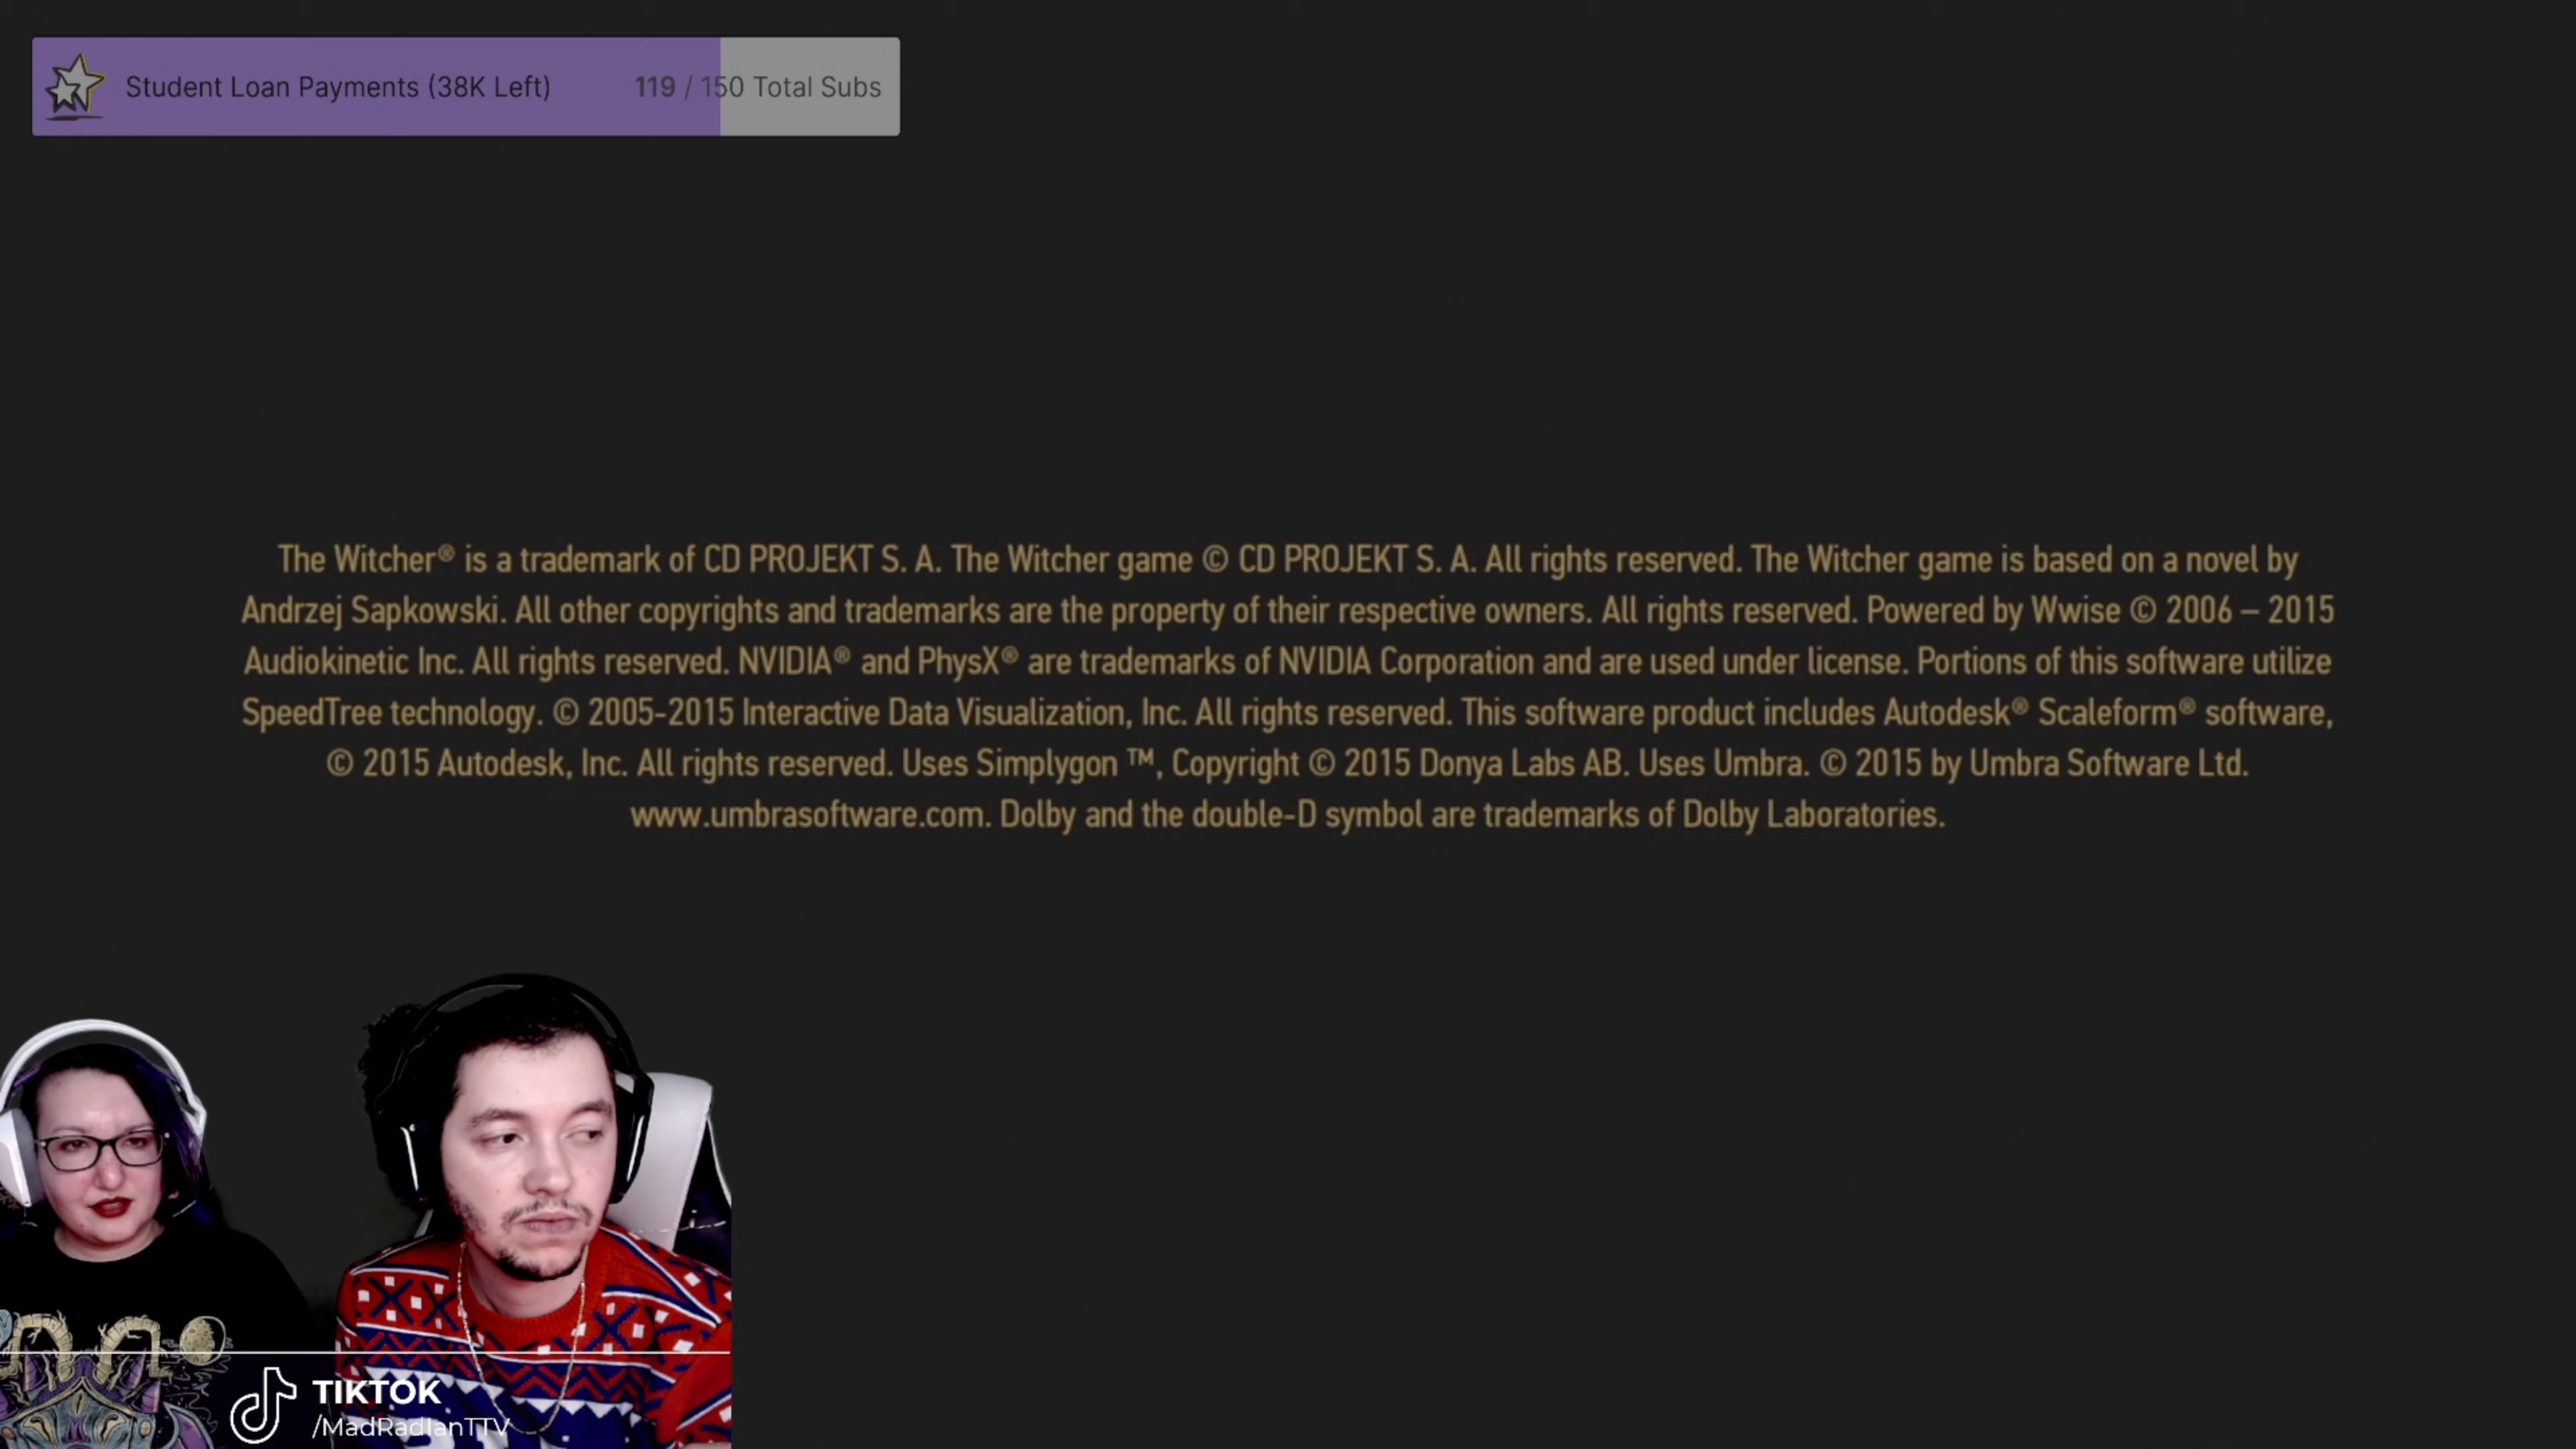 Student Loan Payments (38K Left) 119 / 150 Total Subs
The Witcher® is a trademark of CD PROJEKT S. A. The Witcher game © CD PROJEKT S. A. All rights reserved. The Witcher game is based on a novel by
Andrzej Sapkowski. All other copyrights and trademarks are the property of their respective owners. All rights reserved. Powered by Wwise © 2006 – 2015
Audiokinetic Inc. All rights reserved. NVIDIA® and PhysX® are trademarks of NVIDIA Corporation and are used under license. Portions of this software utilize
SpeedTree technology. © 2005-2015 Interactive Data Visualization, Inc. All rights reserved. This software product includes Autodesk® Scaleform® software,
© 2015 Autodesk, Inc. All rights reserved. Uses Simplygon ™, Copyright © 2015 Donya Labs AB. Uses Umbra. © 2015 by Umbra Software Ltd.
www.umbrasoftware.com. Dolby and the double-D symbol are trademarks of Dolby Laboratories.
TIKTOK
/MadRadIanTTV